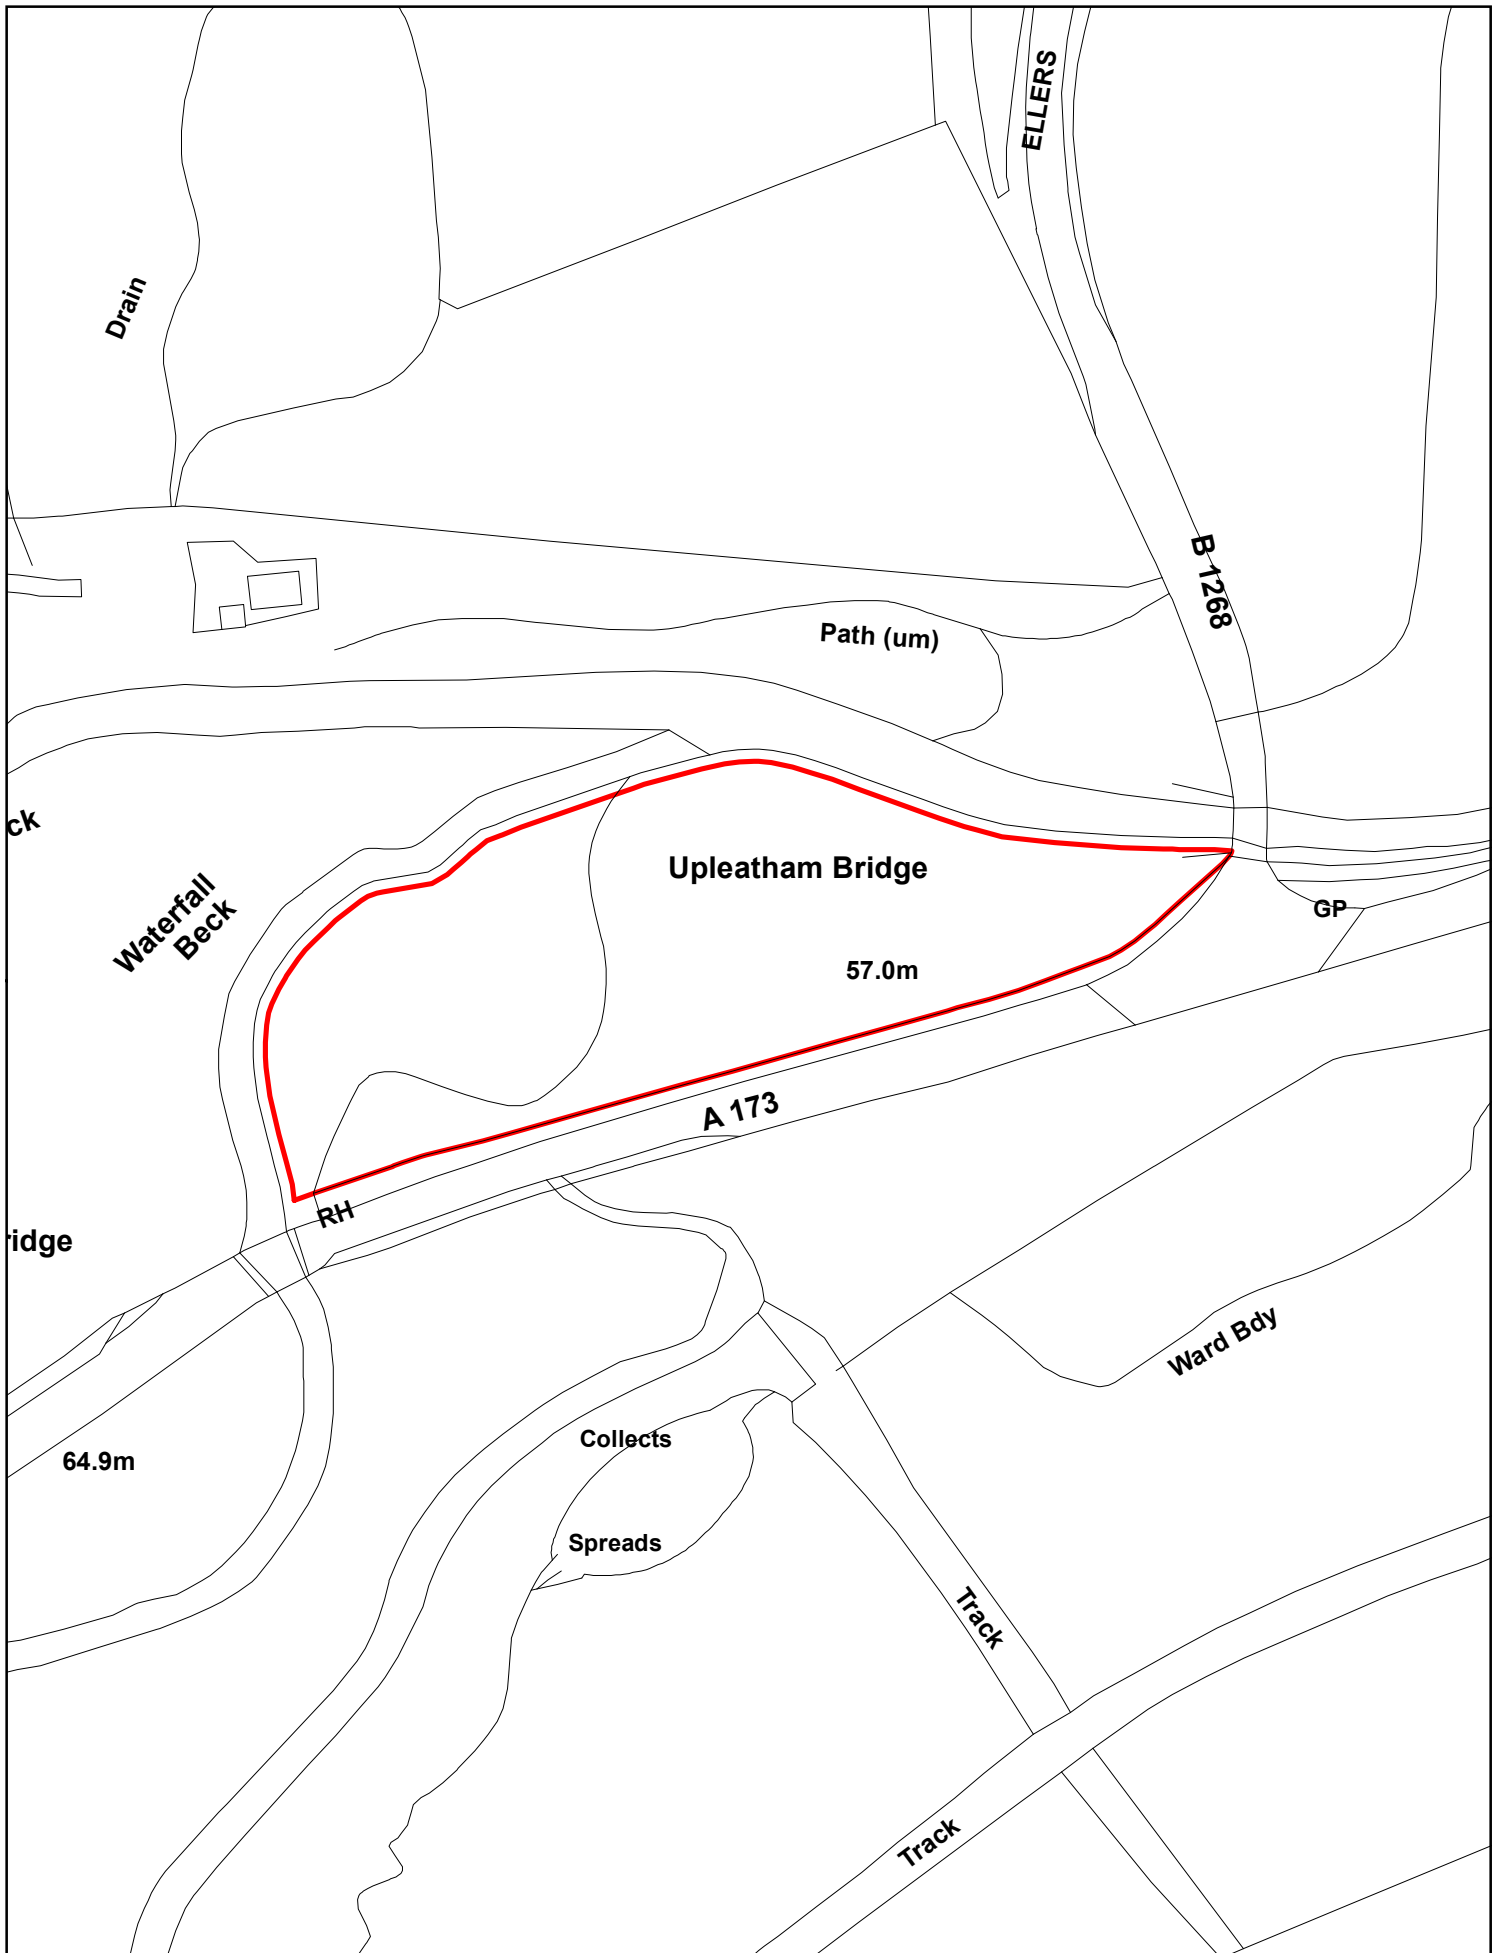 ELLERS
Drain
B 1268
Path (um)
ck
Upleatham Bridge
Waterfall
Beck
GP
57.0m
A 173
RH
ridge
Ward Bdy
Collects
64.9m
Spreads
Track
Track